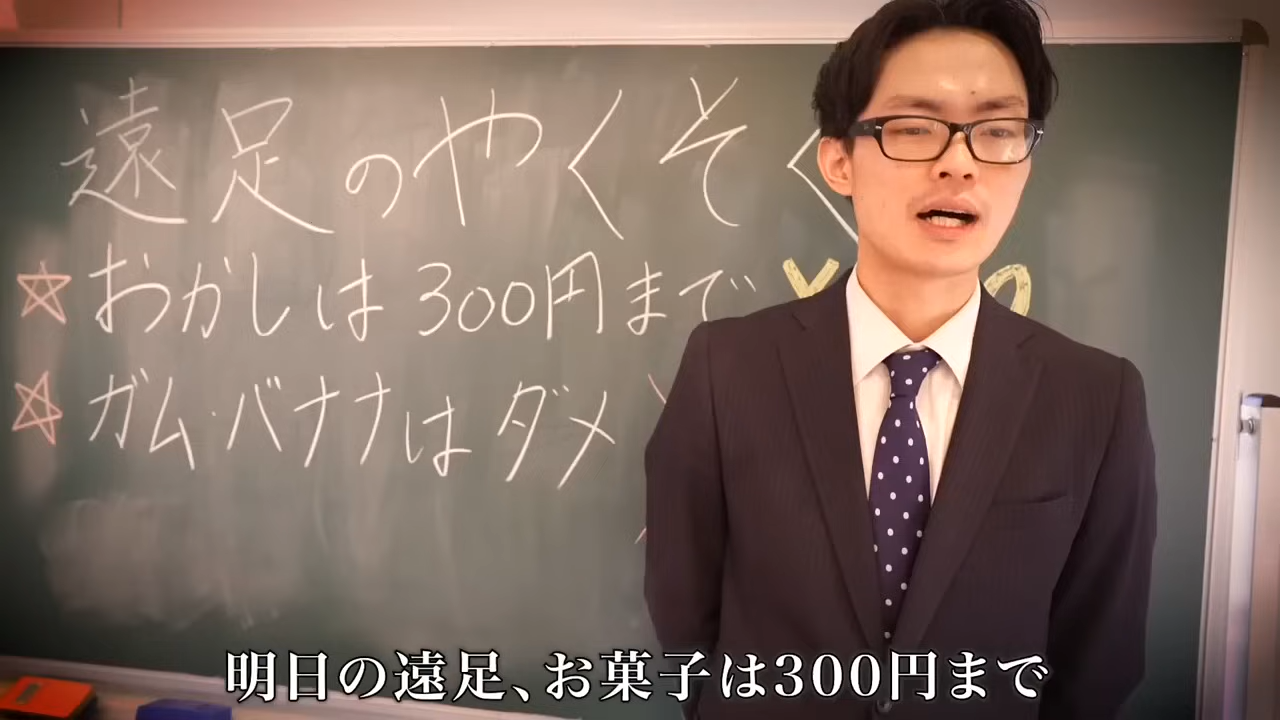 遠足のやくそく
☆おかしは300円まで
☆ガム・バナナはダメ
明日の遠足、お菓子は300円まで